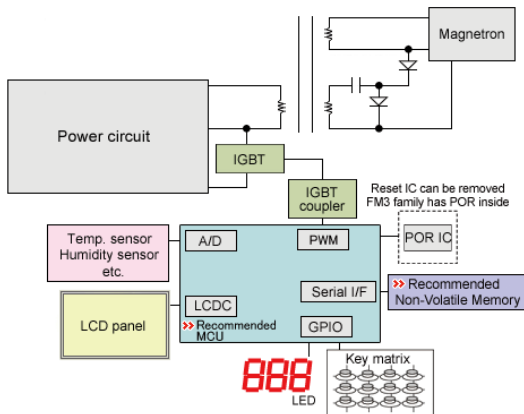 Magnetron
Power circuit
IGBT
IGBT
coupler
Reset IC can be removed
FM3 family has POR inside
Temp. sensor
Humidity sensor
etc.
A/D
PWM
POR IC
Serial I/F
Recommended
Non-Volatile Memory
LCD panel
LCDC
Recommended
MCU
GPIO
888
LED
Key matrix